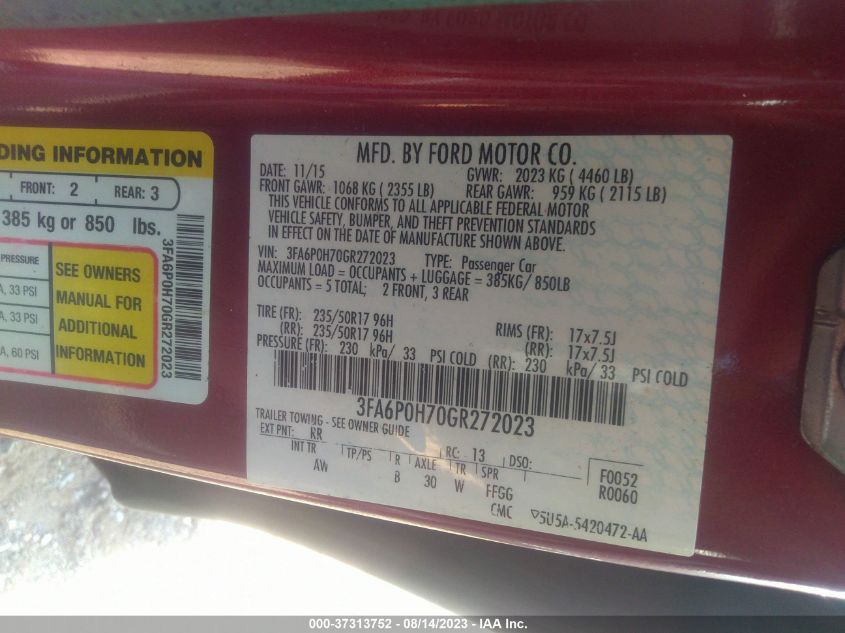 DING INFORMATION
FRONT: 2 REAR: 3
385 kg or 850 lbs.
PRESSURE
A, 33 PSI
A, 33 PSI
A, 60 PSI
SEE OWNERS
MANUAL FOR
ADDITIONAL
INFORMATION
3FA6P0H70GR272023
MFD. BY FORD MOTOR CO.
DATE: 11/15 GVWR: 2023 KG ( 4460 LB)
FRONT GAWR: 1068 KG ( 2355 LB) REAR GAWR: 959 KG ( 2115 LB)
THIS VEHICLE CONFORMS TO ALL APPLICABLE FEDERAL MOTOR
VEHICLE SAFETY, BUMPER, AND THEFT PREVENTION STANDARDS
IN EFFECT ON THE DATE OF MANUFACTURE SHOWN ABOVE.
VIN: 3FA6P0H70GR272023 TYPE: Passenger Car
MAXIMUM LOAD = OCCUPANTS + LUGGAGE = 385KG/ 850LB
OCCUPANTS = 5 TOTAL; 2 FRONT, 3 REAR
TIRE (FR): 235/50R17 96H RIMS (FR): 17x7.5J
(RR): 235/50R17 96H (RR): 17x7.5J
PRESSURE (FR): 230 kPa/ 33 PSI COLD (RR): 230 kPa/ 33 PSI COLD
3FA6P0H70GR272023
TRAILER TOWING - SEE OWNER GUIDE
EXT PNT: RR RC: 13 DSO:
INT TR TP/PS R AXLE TR SPR F0052
AW B 30 W FFGG R0060
CMC 5U5A-5420472-AA
000-37313752 - 08/14/2023 - IAA Inc.